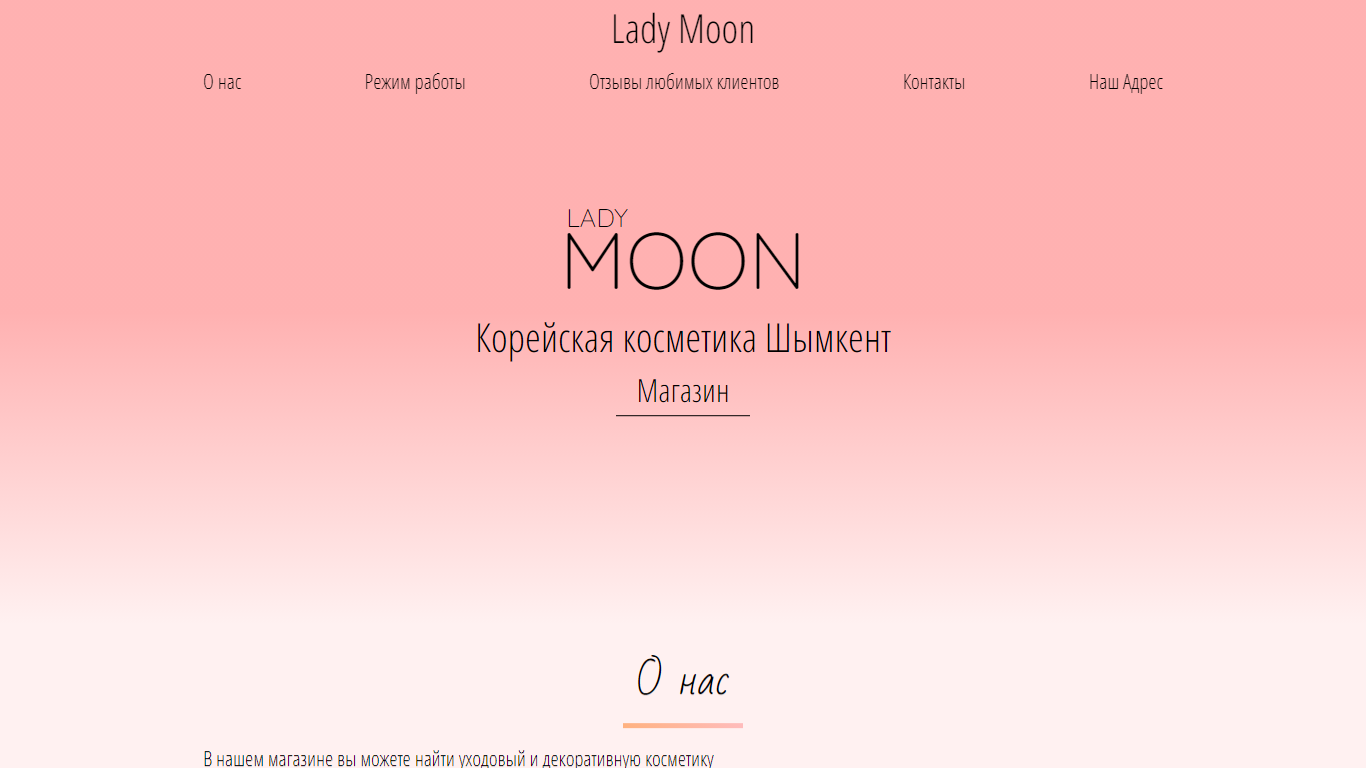 Lady Moon
О нас
Режим работы
Отзывы любимых клиентов
Контакты
Наш Адрес
LADY
MOON
Корейская косметика Шымкент
Магазин
О нас
В нашем магазине вы можете найти уходовый и декоративную косметику